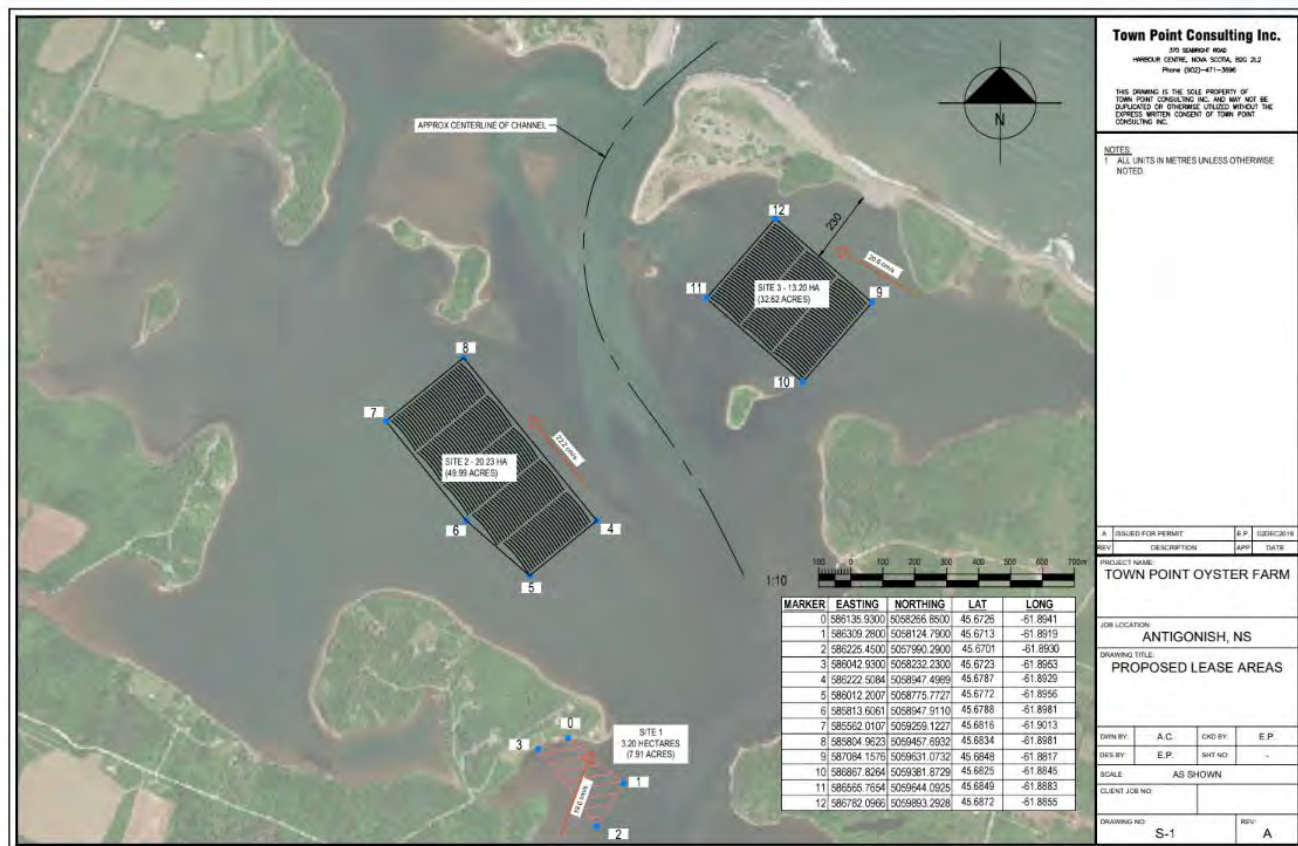 APPROX CENTERLINE OF CHANNEL
N
12
230
20.6 cm/s
11
SITE 3 - 13.20 HA
(32.62 ACRES)
9
10
8
7
22.2 cm/s
SITE 2 - 20.23 HA
(49.99 ACRES)
6
4
5
0
3
SITE 1
3.20 HECTARES
(7.91 ACRES)
1
19.0 cm/s
2
1:10
100 0 100 200 300 400 500 600 700m
MARKER EASTING NORTHING LAT LONG
0 586135.9300 5058266.8500 45.6726 -61.8941
1 586309.2800 5058124.7900 45.6713 -61.8919
2 586225.4500 5057990.2900 45.6701 -61.8930
3 586042.9300 5058232.2300 45.6723 -61.8953
4 586222.5084 5058947.4989 45.6787 -61.8929
5 586012.2007 5058775.7727 45.6772 -61.8956
6 585813.6061 5058947.9110 45.6788 -61.8981
7 585562.0107 5059259.1227 45.6816 -61.9013
8 585804.9623 5059457.6932 45.6834 -61.8981
9 587084.1576 5059631.0732 45.6848 -61.8817
10 586867.8264 5059381.8729 45.6825 -61.8845
11 586565.7654 5059644.0925 45.6849 -61.8883
12 586782.0966 5059893.2928 45.6872 -61.8855
Town Point Consulting Inc.
370 SEABRIGHT ROAD
HARBOUR CENTRE, NOVA SCOTIA, B2G 2L2
Phone (902)-471-3696
THIS DRAWING IS THE SOLE PROPERTY OF
TOWN POINT CONSULTING INC. AND MAY NOT BE
DUPLICATED OR OTHERWISE UTILIZED WITHOUT THE
EXPRESS WRITTEN CONSENT OF TOWN POINT
CONSULTING INC.
NOTES:
1 ALL UNITS IN METRES UNLESS OTHERWISE
NOTED.
A ISSUED FOR PERMIT E.P. 02DEC2019
REV DESCRIPTION APP DATE
PROJECT NAME:
TOWN POINT OYSTER FARM
JOB LOCATION:
ANTIGONISH, NS
DRAWING TITLE:
PROPOSED LEASE AREAS
DWN BY: A.C. CKD BY: E.P.
DES BY: E.P. SHT NO: -
SCALE: AS SHOWN
CLIENT JOB NO:
DRAWING NO: REV:
S-1 A